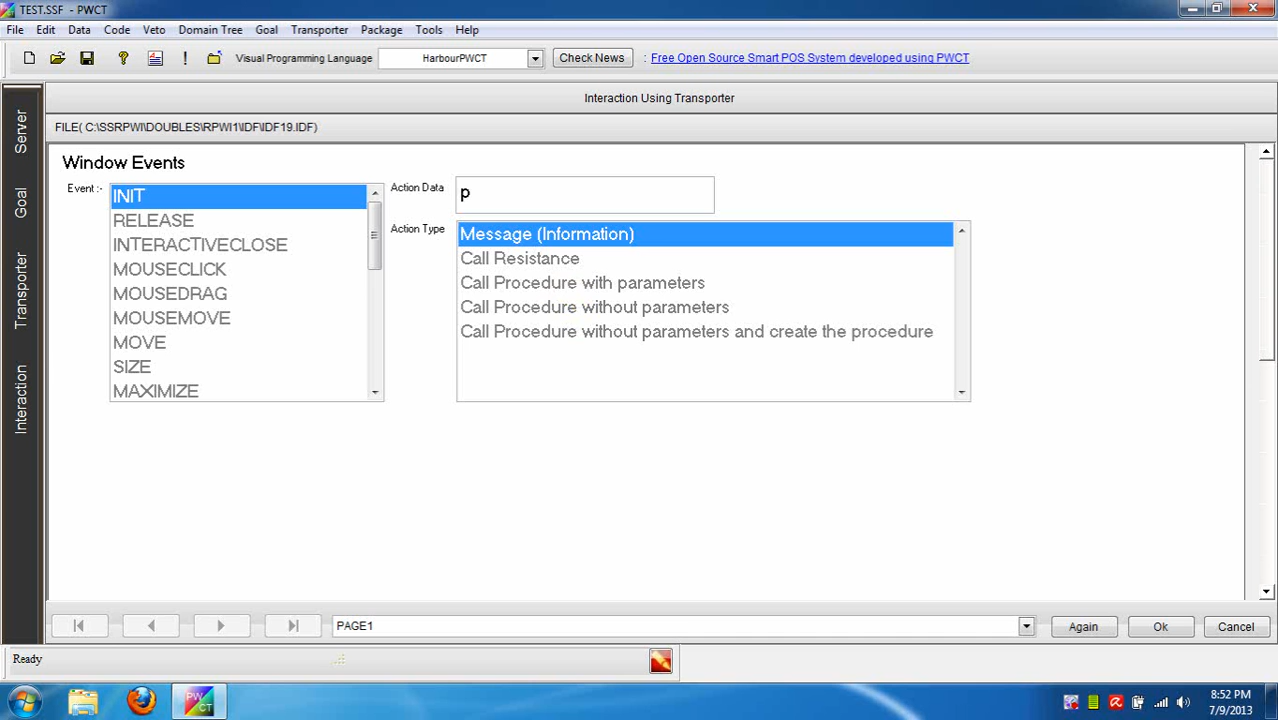 TEST.SSF - PWCT
File Edit Data Code Veto Domain Tree Goal Transporter Package Tools Help
Visual Programming Language HarbourPWCT Check News : Free Open Source Smart POS System developed using PWCT
Interaction Using Transporter
FILE( C:\SSRPWI\DOUBLES\RPWI1\IDF\IDF19.IDF)
Server
Goal
Transporter
Interaction
Window Events
Event :-
INIT
RELEASE
INTERACTIVECLOSE
MOUSECLICK
MOUSEDRAG
MOUSEMOVE
MOVE
SIZE
MAXIMIZE
Action Data p
Action Type
Message (Information)
Call Resistance
Call Procedure with parameters
Call Procedure without parameters
Call Procedure without parameters and create the procedure
PAGE1 Again Ok Cancel
Ready
PW
CT
8:52 PM
7/9/2013